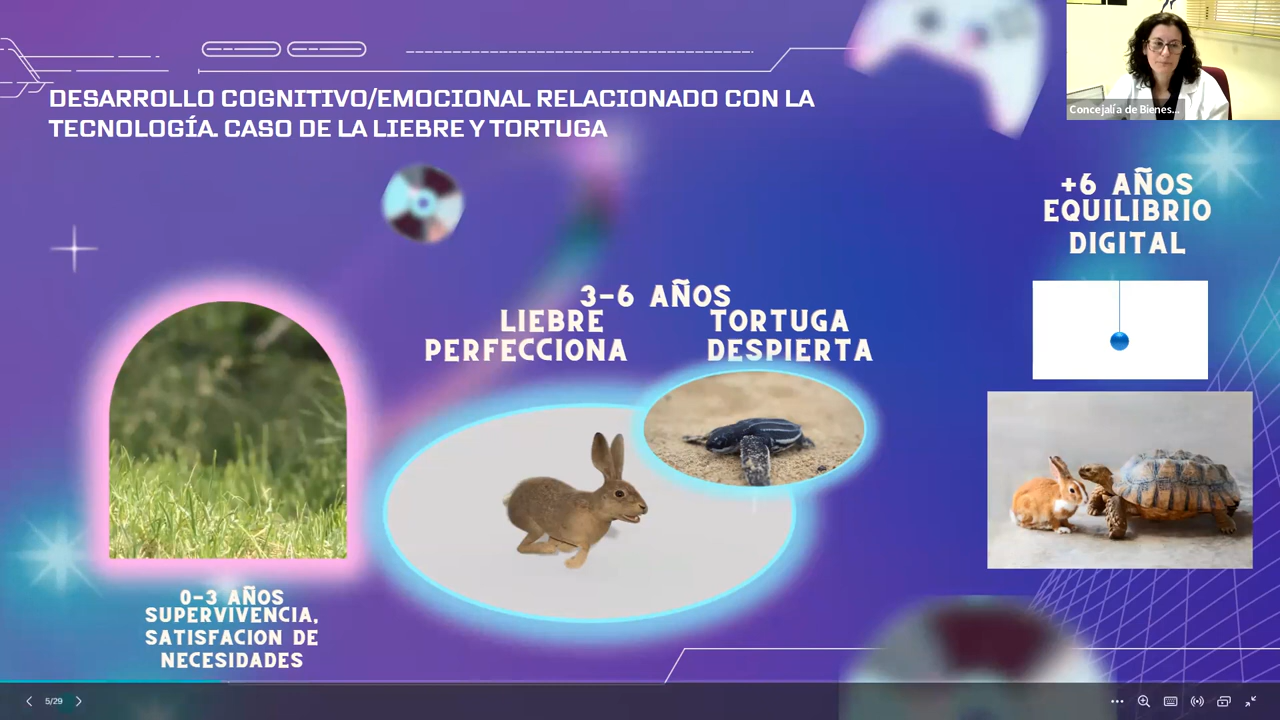 DESARROLLO COGNITIVO/EMOCIONAL RELACIONADO CON LA
TECNOLOGÍA. CASO DE LA LIEBRE Y TORTUGA
Concejalía de Bienes...
+6 AÑOS
EQUILIBRIO
DIGITAL
3-6 AÑOS
LIEBRE
PERFECCIONA
TORTUGA
DESPIERTA
0-3 AÑOS
SUPERVIVENCIA,
SATISFACION DE
NECESIDADES
5/29